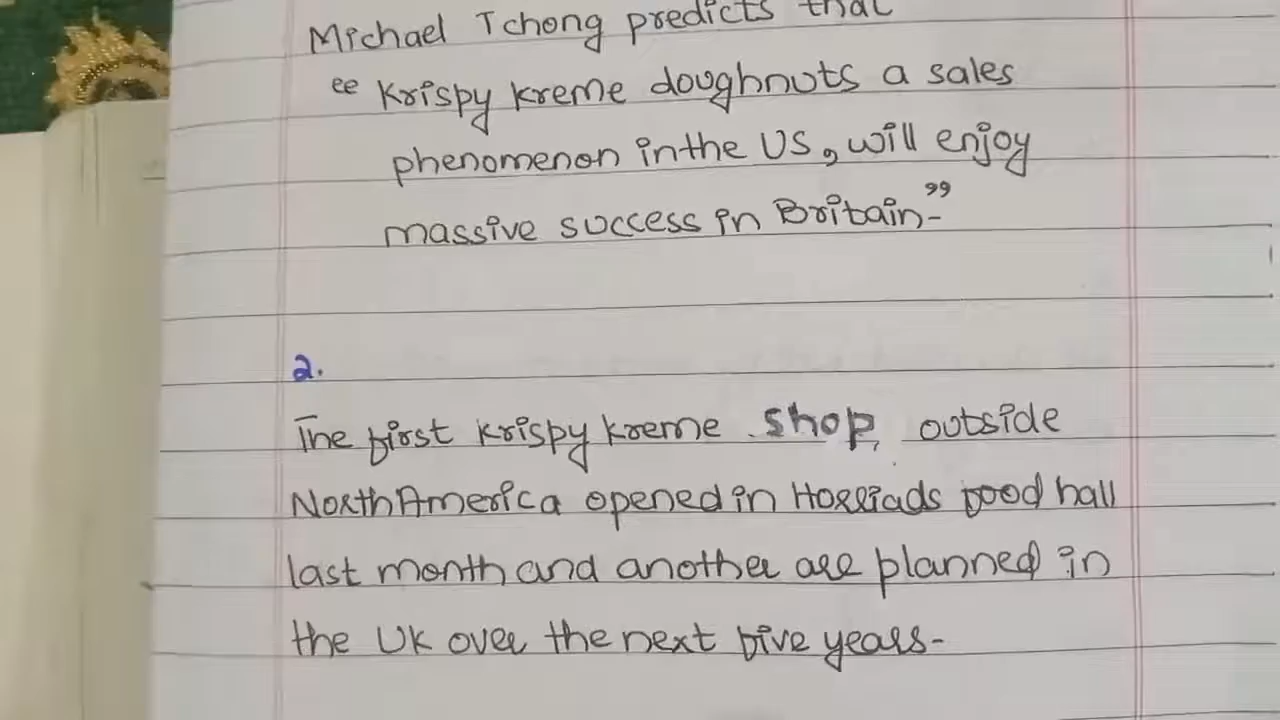 Michael Tchong predicts that
“ Krispy kreme doughnuts a sales
phenomenon in the US, will enjoy
massive success in Britain-”
2.
The first krispy kreme shop, outside
North America opened in Horriads food hall
last month and another are planned in
the UK over the next five years-